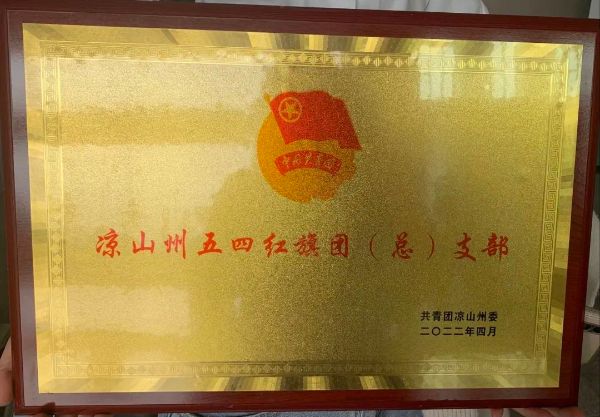 中国共青团
凉山州五四红旗团（总）支部
共青团凉山州委
二〇二二年四月